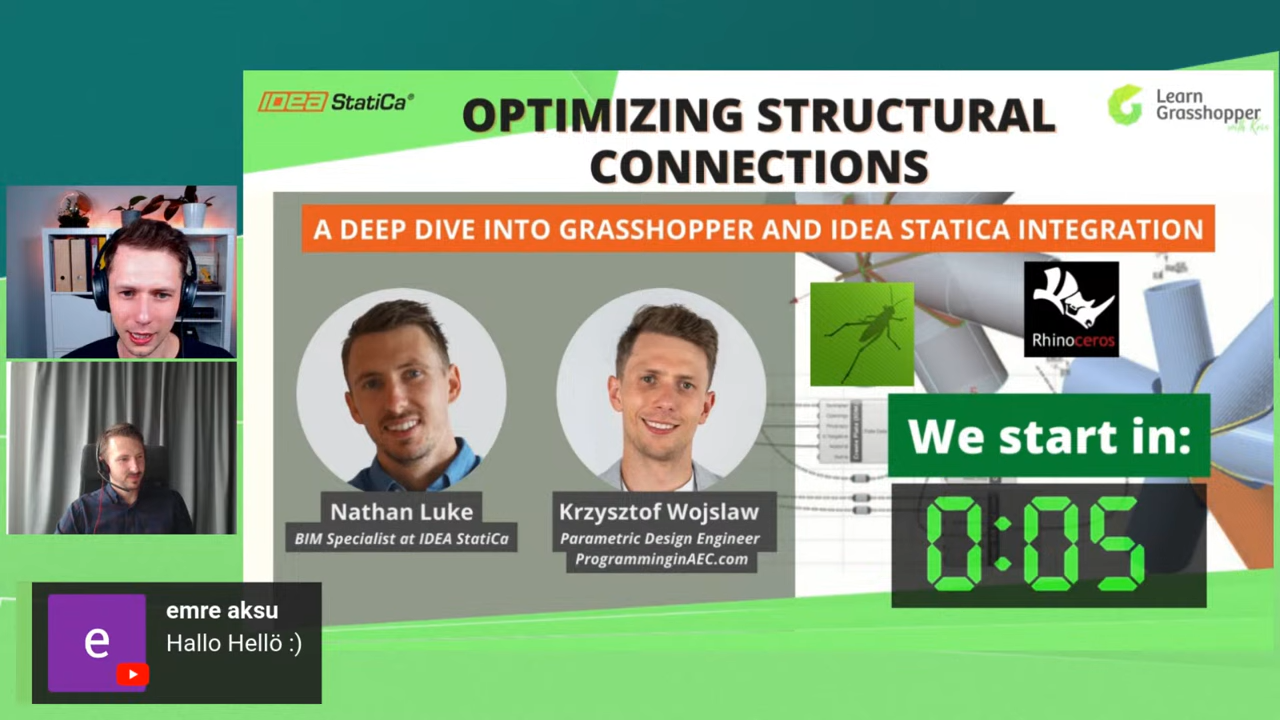 IDEA StatiCa®
Learn
Grasshopper
OPTIMIZING STRUCTURAL
CONNECTIONS
A DEEP DIVE INTO GRASSHOPPER AND IDEA STATICA INTEGRATION
Rhinoceros
We start in:
0:05
Nathan Luke
BIM Specialist at IDEA StatiCa
Krzysztof Wojslaw
Parametric Design Engineer
ProgramminginAEC.com
e
emre aksu
Hallo Hellö :)